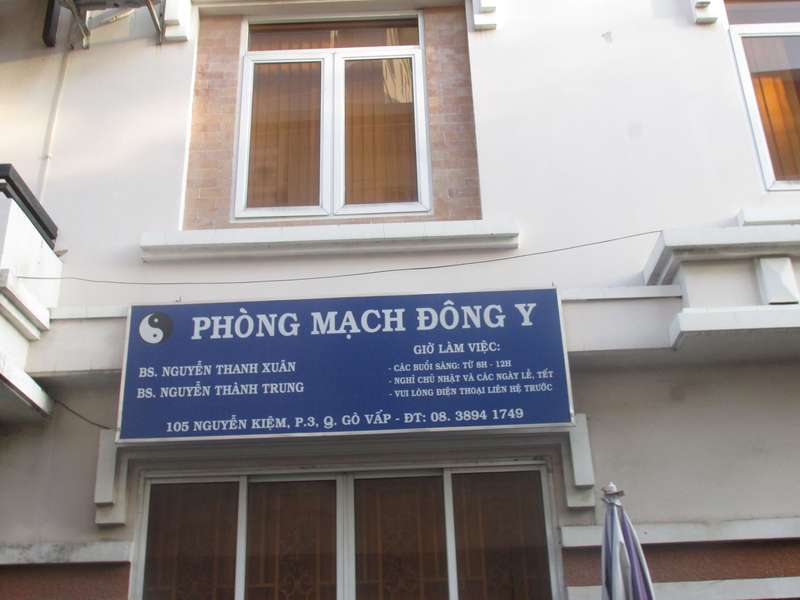 PHÒNG MẠCH ĐÔNG Y
BS. NGUYỄN THANH XUÂN
BS. NGUYỄN THÀNH TRUNG
GIỜ LÀM VIỆC:
- CÁC BUỔI SÁNG: TỪ 8H - 12H
- NGHỈ CHỦ NHẬT VÀ CÁC NGÀY LỄ, TẾT
- VUI LÒNG ĐIỆN THOẠI LIÊN HỆ TRƯỚC
105 NGUYỄN KIỆM, P.3, Q. GÒ VẤP - ĐT: 08. 3894 1749